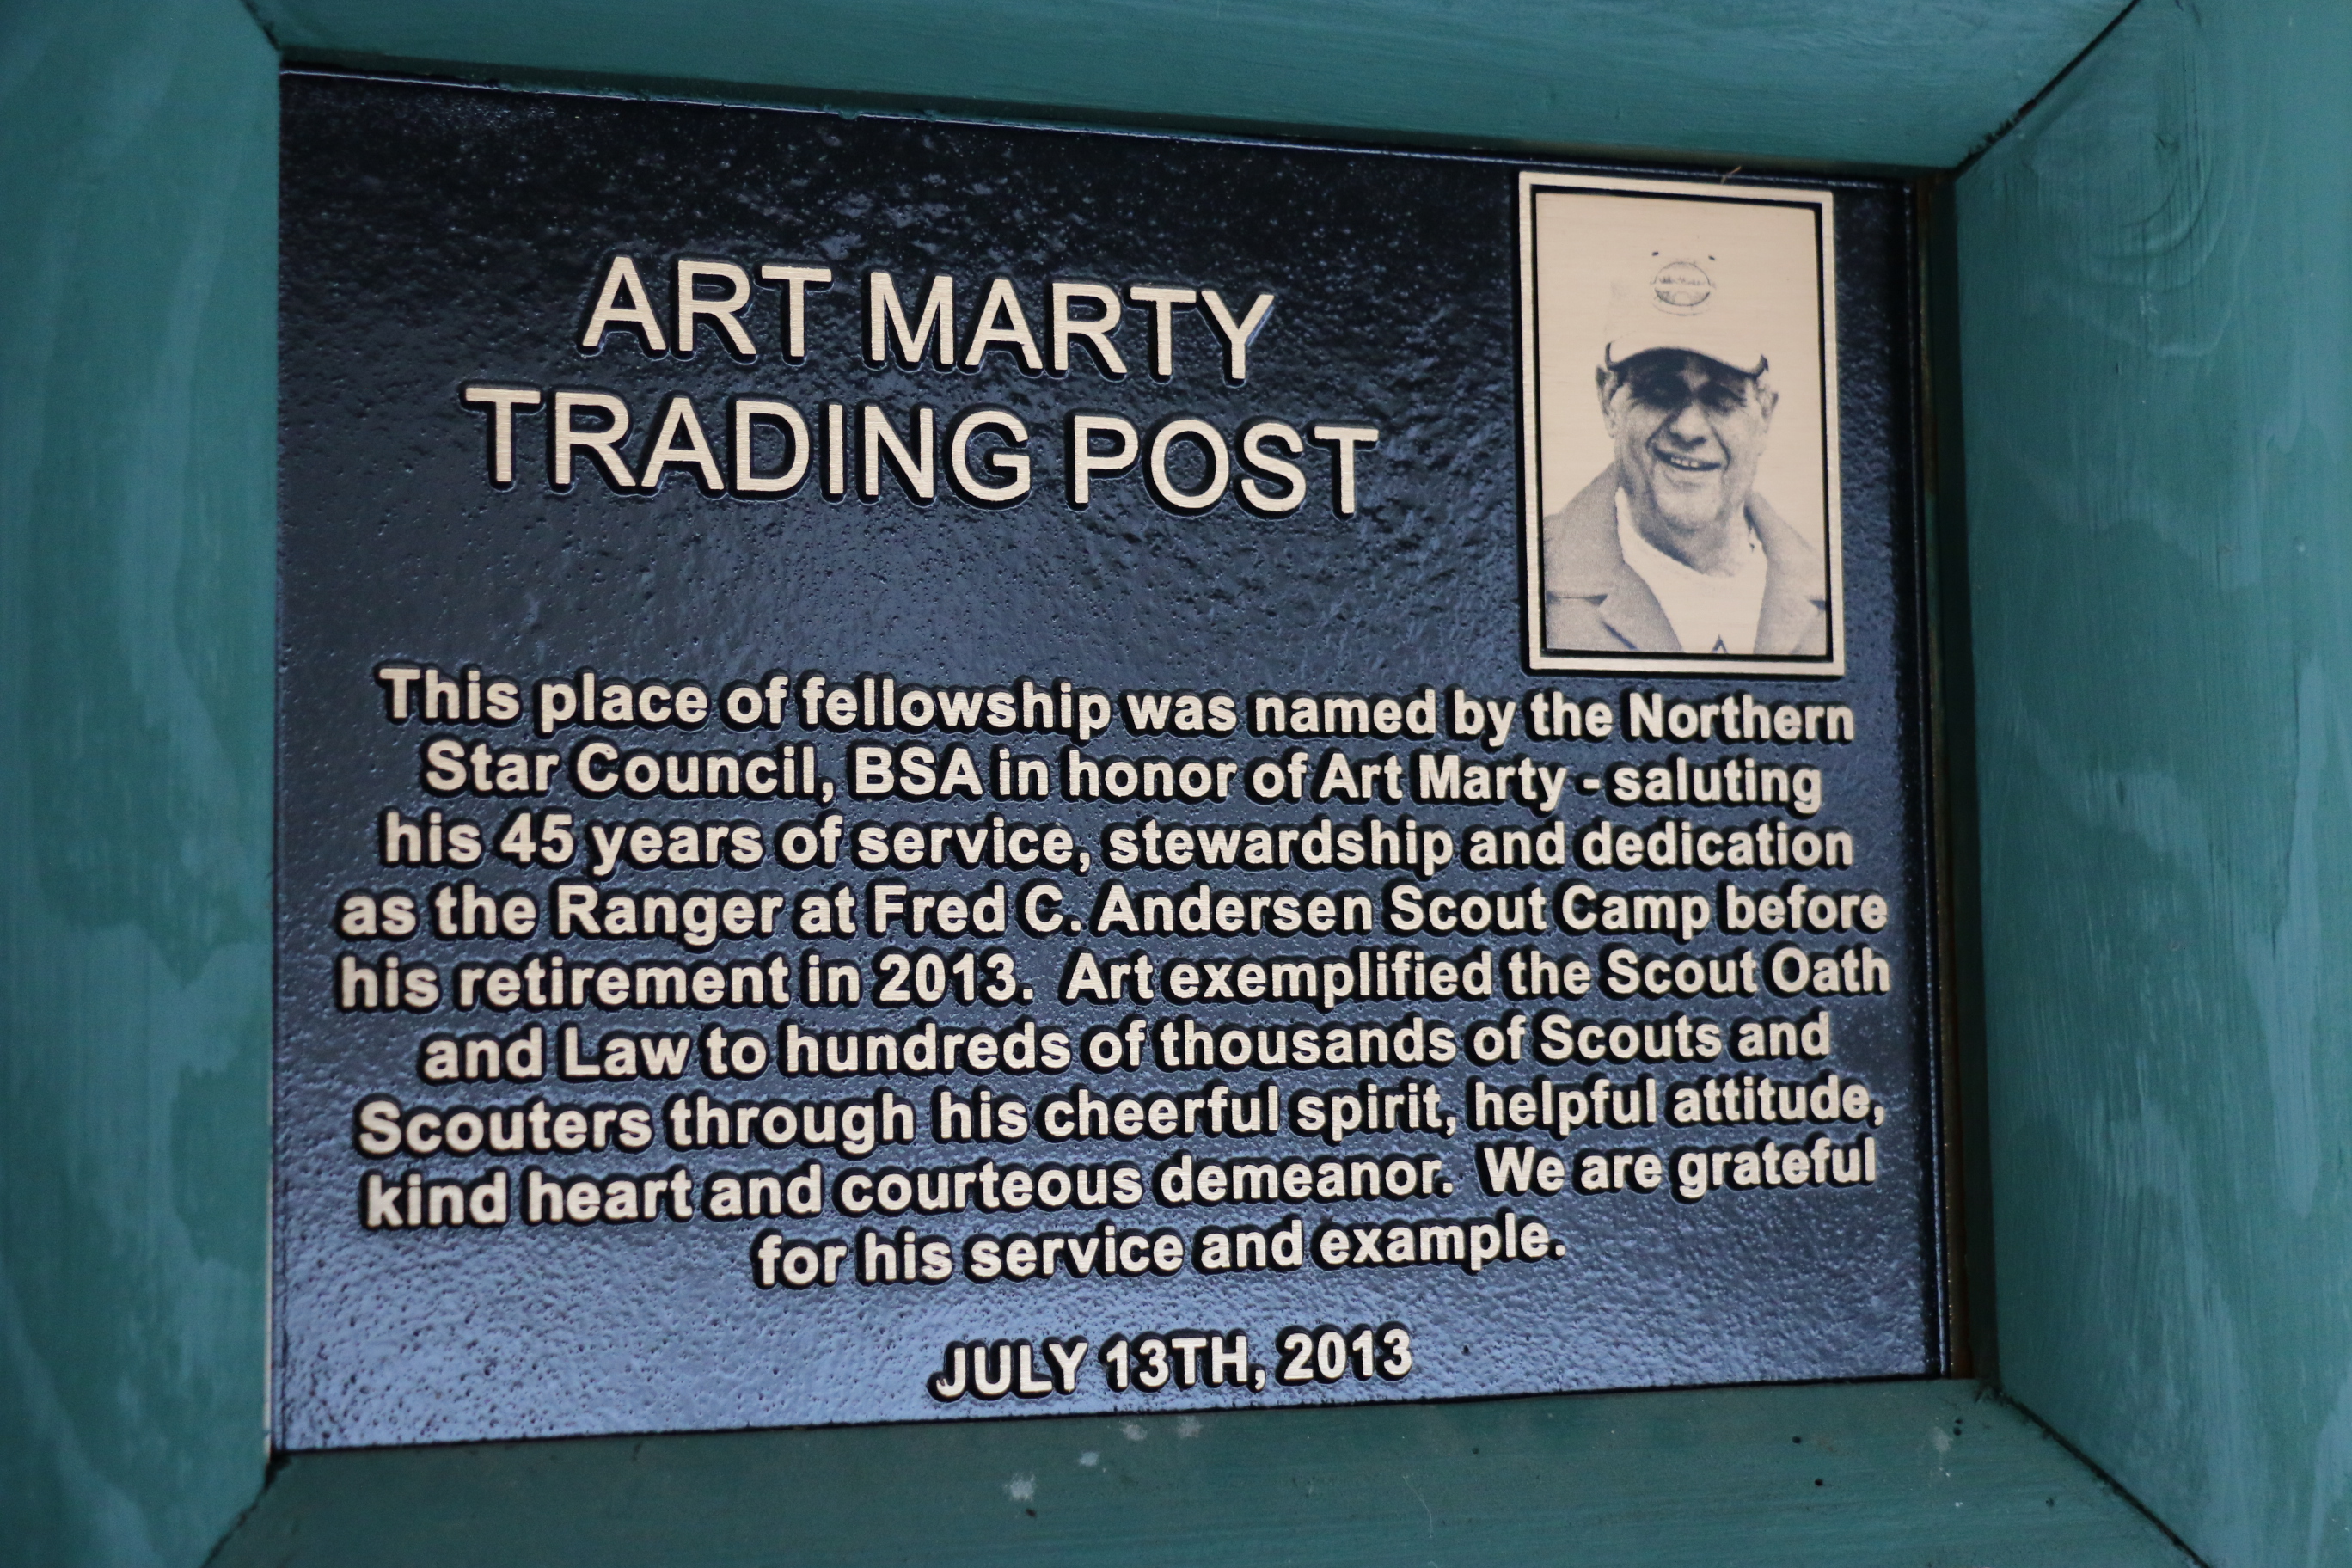 ART MARTY
TRADING POST
This place of fellowship was named by the Northern
Star Council, BSA in honor of Art Marty - saluting
his 45 years of service, stewardship and dedication
as the Ranger at Fred C. Andersen Scout Camp before
his retirement in 2013. Art exemplified the Scout Oath
and Law to hundreds of thousands of Scouts and
Scouters through his cheerful spirit, helpful attitude,
kind heart and courteous demeanor. We are grateful
for his service and example.
JULY 13TH, 2013